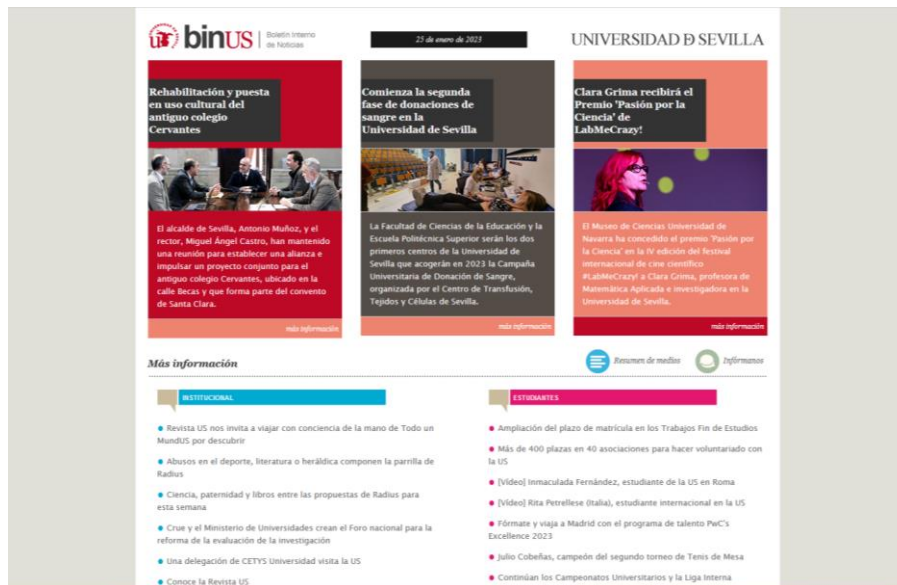 binUS
Boletín Interno
de Noticias
25 de enero de 2023
UNIVERSIDAD D SEVILLA
Rehabilitación y puesta
en uso cultural del
antiguo colegio
Cervantes
El alcalde de Sevilla, Antonio Muñoz, y el
rector, Miguel Ángel Castro, han mantenido
una reunión para establecer una alianza e
impulsar un proyecto conjunto para el
antiguo colegio Cervantes, ubicado en la
calle Becas y que forma parte del convento
de Santa Clara.
más información
Comienza la segunda
fase de donaciones de
sangre en la
Universidad de Sevilla
La Facultad de Ciencias de la Educación y la
Escuela Politécnica Superior serán los dos
primeros centros de la Universidad de
Sevilla que acogerán en 2023 la Campaña
Universitaria de Donación de Sangre,
organizada por el Centro de Transfusión,
Tejidos y Células de Sevilla.
más información
Clara Grima recibirá el
Premio 'Pasión por la
Ciencia' de
LabMeCrazy!
El Museo de Ciencias Universidad de
Navarra ha concedido el premio 'Pasión por
la Ciencia' en la IV edición del festival
internacional de cine científico
#LabMeCrazy! a Clara Grima, profesora de
Matemática Aplicada e investigadora en la
Universidad de Sevilla.
más información
Más información
Resumen de medios
Infórmanos
INSTITUCIONAL
Revista US nos invita a viajar con conciencia de la mano de Todo un
MundUS por descubrir
Abusos en el deporte, literatura o heráldica componen la parrilla de
Radius
Ciencia, paternidad y libros entre las propuestas de Radius para
esta semana
Crue y el Ministerio de Universidades crean el Foro nacional para la
reforma de la evaluación de la investigación
Una delegación de CETYS Universidad visita la US
Conoce la Revista US
ESTUDIANTES
Ampliación del plazo de matrícula en los Trabajos Fin de Estudios
Más de 400 plazas en 40 asociaciones para hacer voluntariado con
la US
[Vídeo] Inmaculada Fernández, estudiante de la US en Roma
[Vídeo] Rita Petrellese (Italia), estudiante internacional en la US
Fórmate y viaja a Madrid con el programa de talento PwC's
Excellence 2023
Julio Cobeñas, campeón del segundo torneo de Tenis de Mesa
Continúan los Campeonatos Universitarios y la Liga Interna